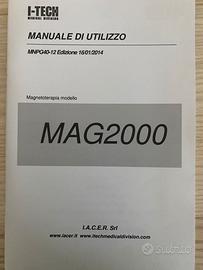 I-TECH
MEDICAL DIVISION
MANUALE DI UTILIZZO
MNPG40-12 Edizione 16/01/2014
Magnetoterapia modello
MAG2000
I.A.C.E.R. Srl
www.iacer.it www.itechmedicaldivision.com
subito